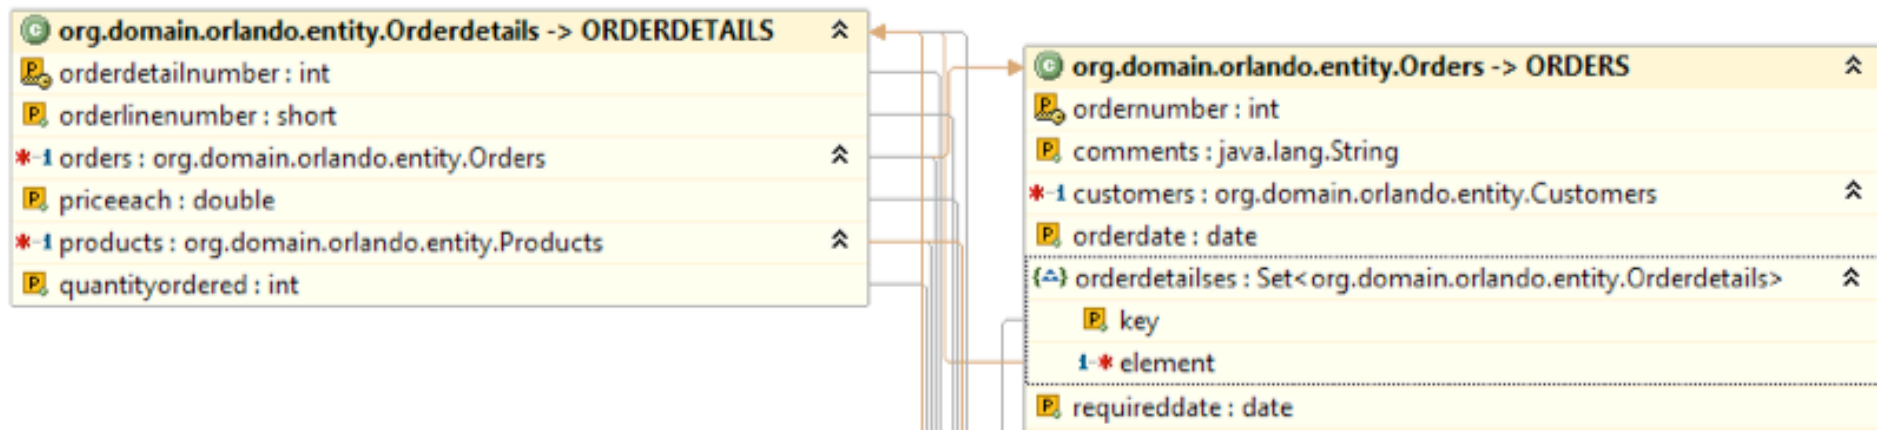 org.domain.orlando.entity.Orderdetails -> ORDERDETAILS
orderdetailnumber : int
orderlinenumber : short
orders : org.domain.orlando.entity.Orders
priceeach : double
products : org.domain.orlando.entity.Products
quantityordered : int
org.domain.orlando.entity.Orders -> ORDERS
ordernumber : int
comments : java.lang.String
customers : org.domain.orlando.entity.Customers
orderdate : date
orderdetailses : Set<org.domain.orlando.entity.Orderdetails>
key
element
requireddate : date